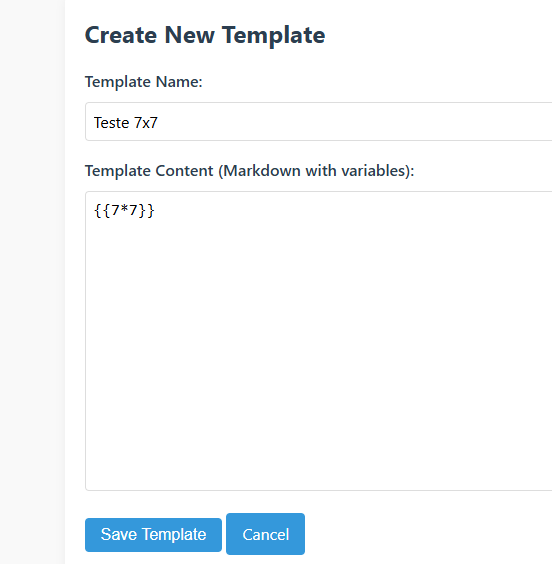 Create New Template
Template Name:
Teste 7x7
Template Content (Markdown with variables):
{{7*7}}
Save Template
Cancel